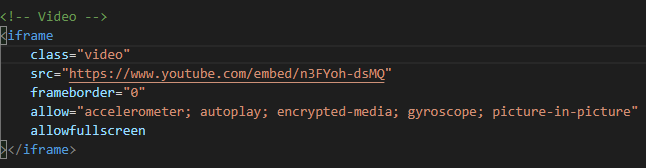 <!-- Video -->
<iframe
class="video"
src="https://www.youtube.com/embed/n3FYoh-dsMQ"
frameborder="0"
allow="accelerometer; autoplay; encrypted-media; gyroscope; picture-in-picture"
allowfullscreen
></iframe>